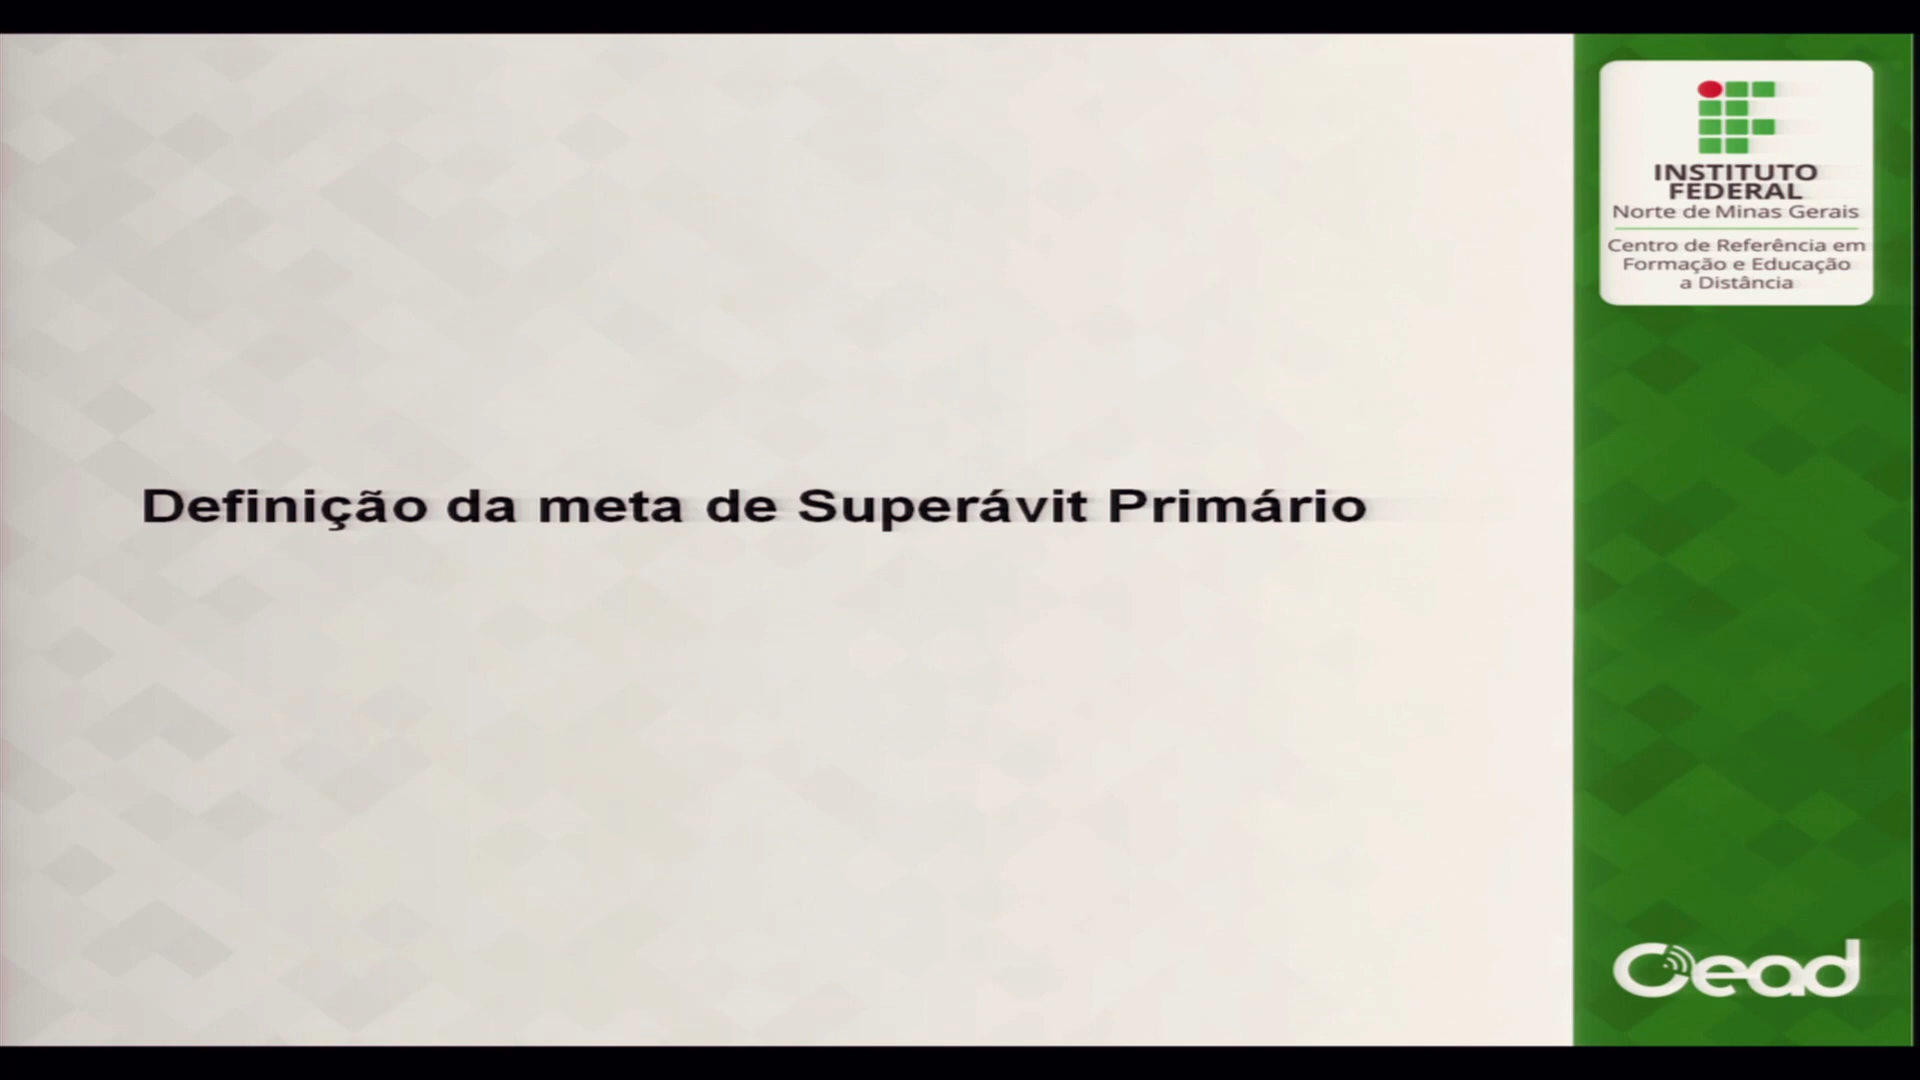 Definição da meta de Superávit Primário
INSTITUTO
FEDERAL
Norte de Minas Gerais
Centro de Referência em
Formação e Educação
a Distância
Cead